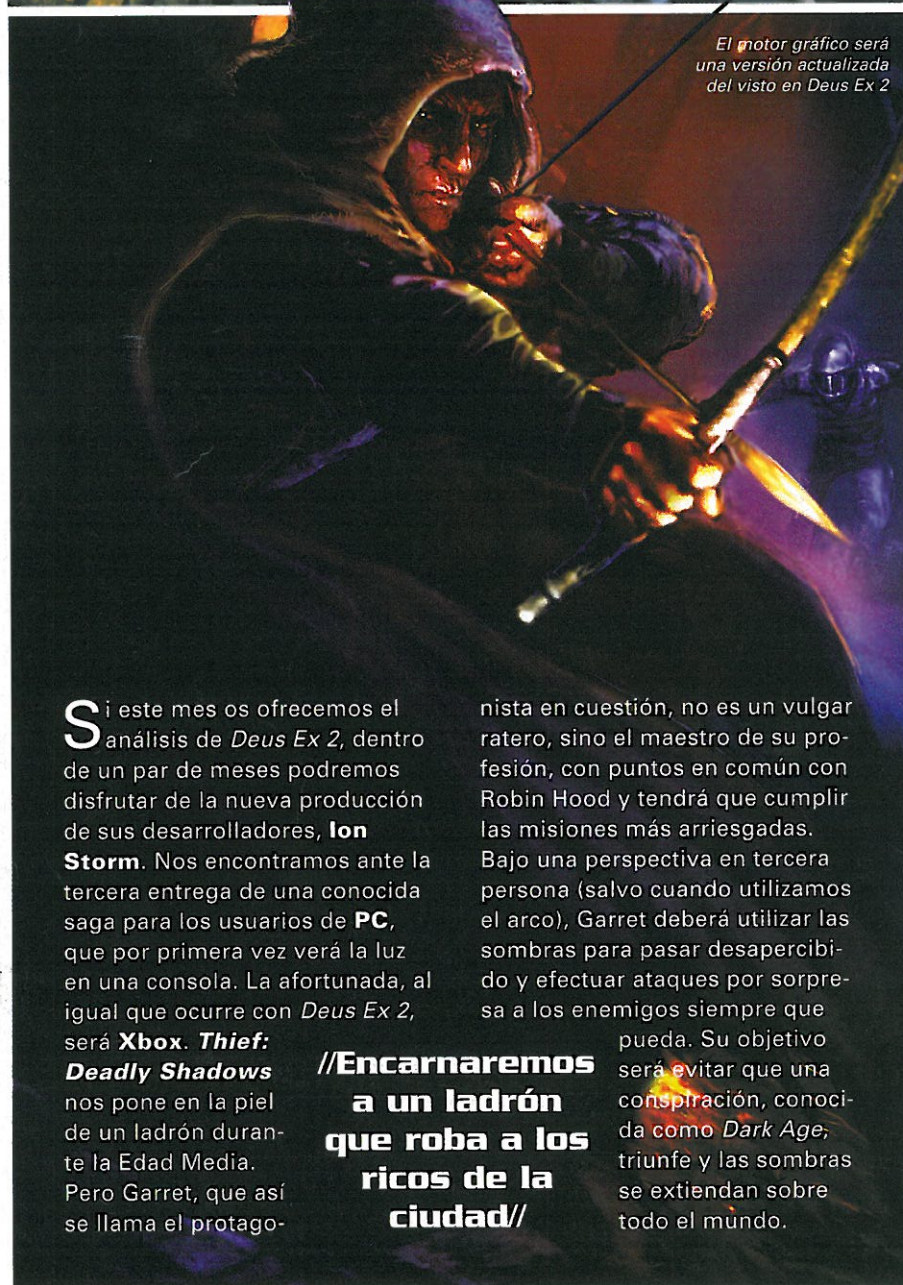 El motor gráfico será
una versión actualizada
del visto en Deus Ex 2
Si este mes os ofrecemos el
análisis de Deus Ex 2, dentro
de un par de meses podremos
disfrutar de la nueva producción
de sus desarrolladores, Ion
Storm. Nos encontramos ante la
tercera entrega de una conocida
saga para los usuarios de PC,
que por primera vez verá la luz
en una consola. La afortunada, al
igual que ocurre con Deus Ex 2,
será Xbox. Thief:
Deadly Shadows
nos pone en la piel
de un ladrón duran-
te la Edad Media.
Pero Garret, que así
se llama el protago-
nista en cuestión, no es un vulgar
ratero, sino el maestro de su pro-
fesión, con puntos en común con
Robin Hood y tendrá que cumplir
las misiones más arriesgadas.
Bajo una perspectiva en tercera
persona (salvo cuando utilizamos
el arco), Garret deberá utilizar las
sombras para pasar desapercibi-
do y efectuar ataques por sorpre-
sa a los enemigos siempre que
pueda. Su objetivo
será evitar que una
conspiración, conoci-
da como Dark Age,
triunfe y las sombras
se extiendan sobre
todo el mundo.
//Encarnaremos
a un ladrón
que roba a los
ricos de la
ciudad//